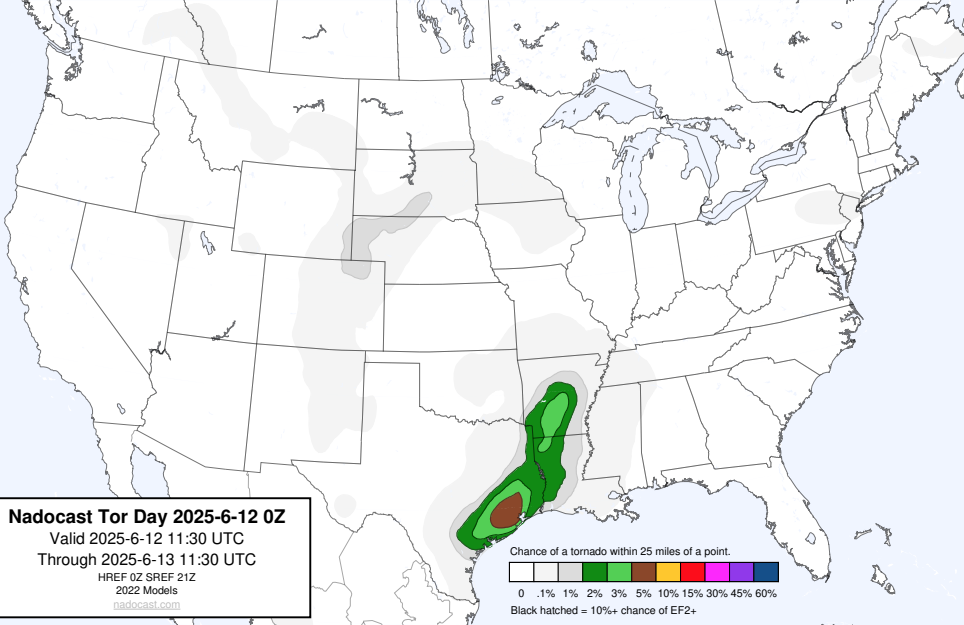 Nadocast Tor Day 2025-6-12 0Z
Valid 2025-6-12 11:30 UTC
Through 2025-6-13 11:30 UTC
HREF 0Z SREF 21Z
2022 Models
nadocast.com
Chance of a tornado within 25 miles of a point.
0 .1% 1% 2% 3% 5% 10% 15% 30% 45% 60%
Black hatched = 10%+ chance of EF2+